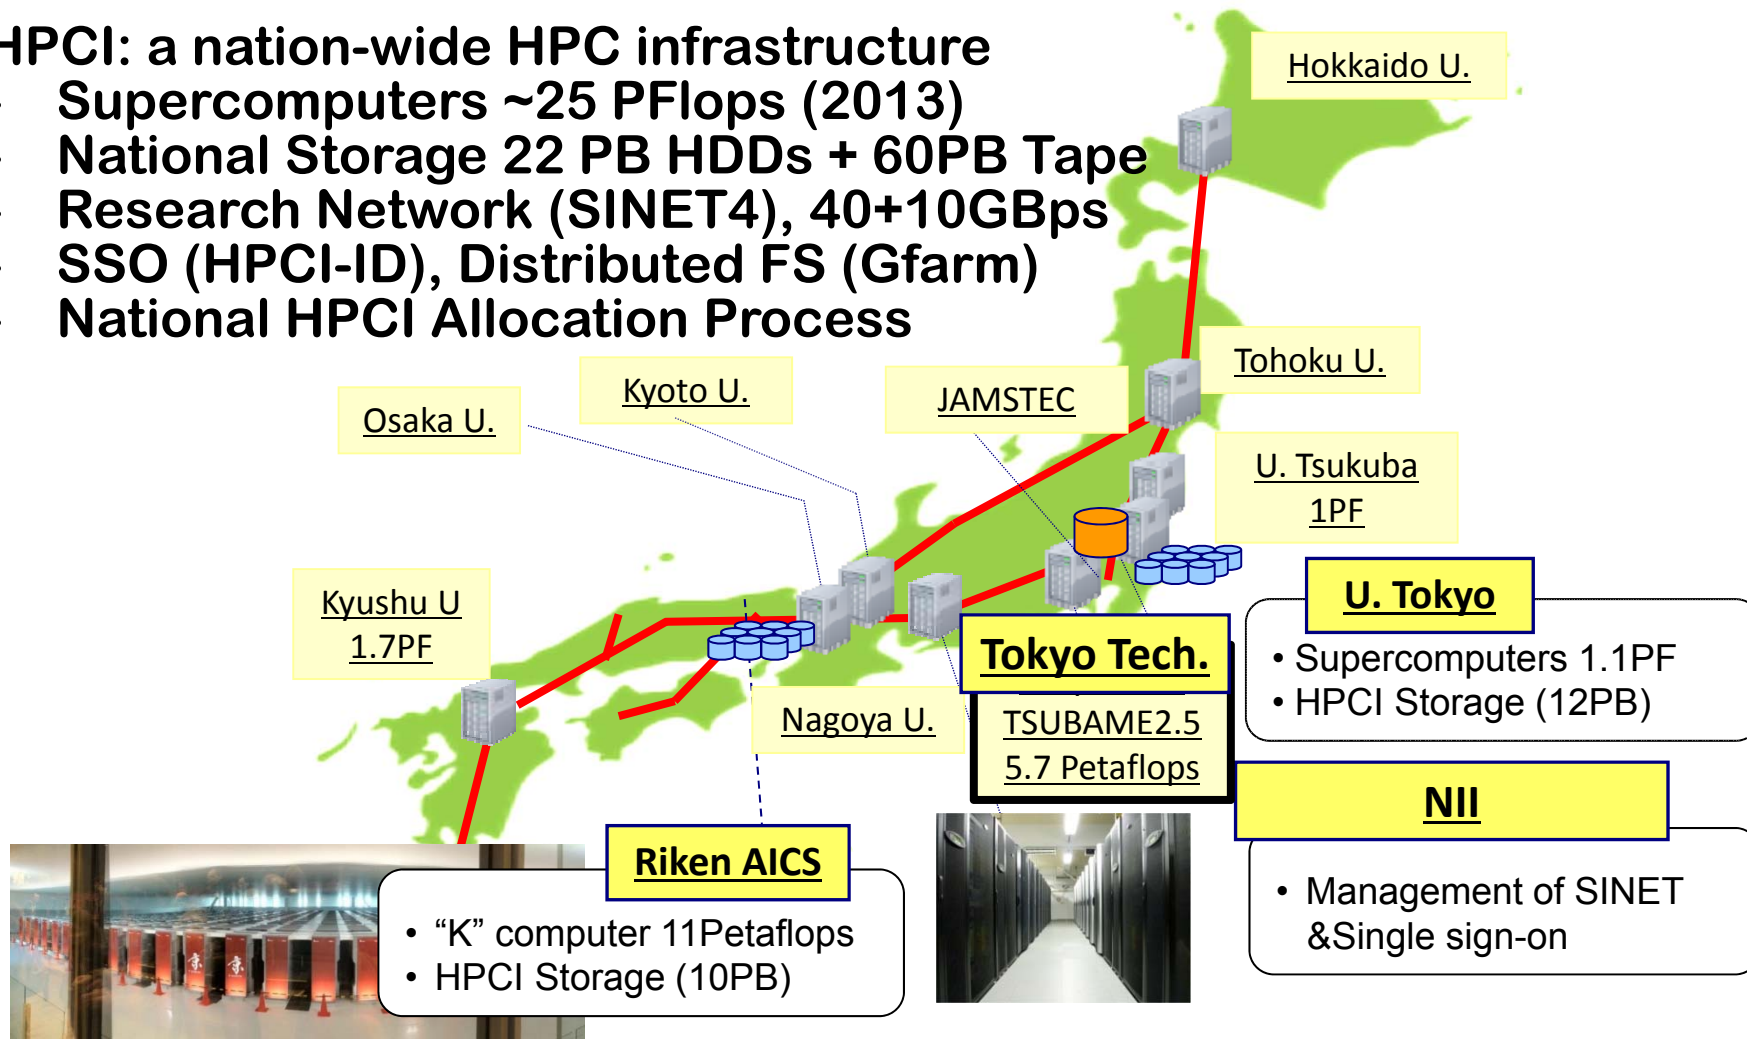 HPCI: a nation-wide HPC infrastructure
- Supercomputers ~25 PFlops (2013)
- National Storage 22 PB HDDs + 60PB Tape
- Research Network (SINET4), 40+10GBps
- SSO (HPCI-ID), Distributed FS (Gfarm)
- National HPCI Allocation Process
Hokkaido U.
Tohoku U.
Kyoto U.
JAMSTEC
Osaka U.
U. Tsukuba
1PF
Kyushu U
1.7PF
U. Tokyo
• Supercomputers 1.1PF
• HPCI Storage (12PB)
Tokyo Tech.
TSUBAME2.5
5.7 Petaflops
Nagoya U.
NII
• Management of SINET
&Single sign-on
Riken AICS
• “K” computer 11Petaflops
• HPCI Storage (10PB)
京
京